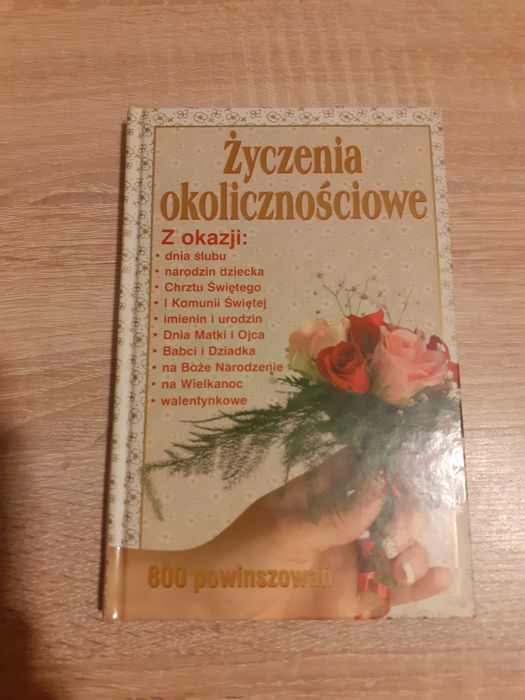 Życzenia
okolicznościowe
Z okazji:
• dnia ślubu
• narodzin dziecka
• Chrztu Świętego
• I Komunii Świętej
• imienin i urodzin
• Dnia Matki i Ojca
• Babci i Dziadka
• na Boże Narodzenie
• na Wielkanoc
• walentynkowe
800 powinszowań